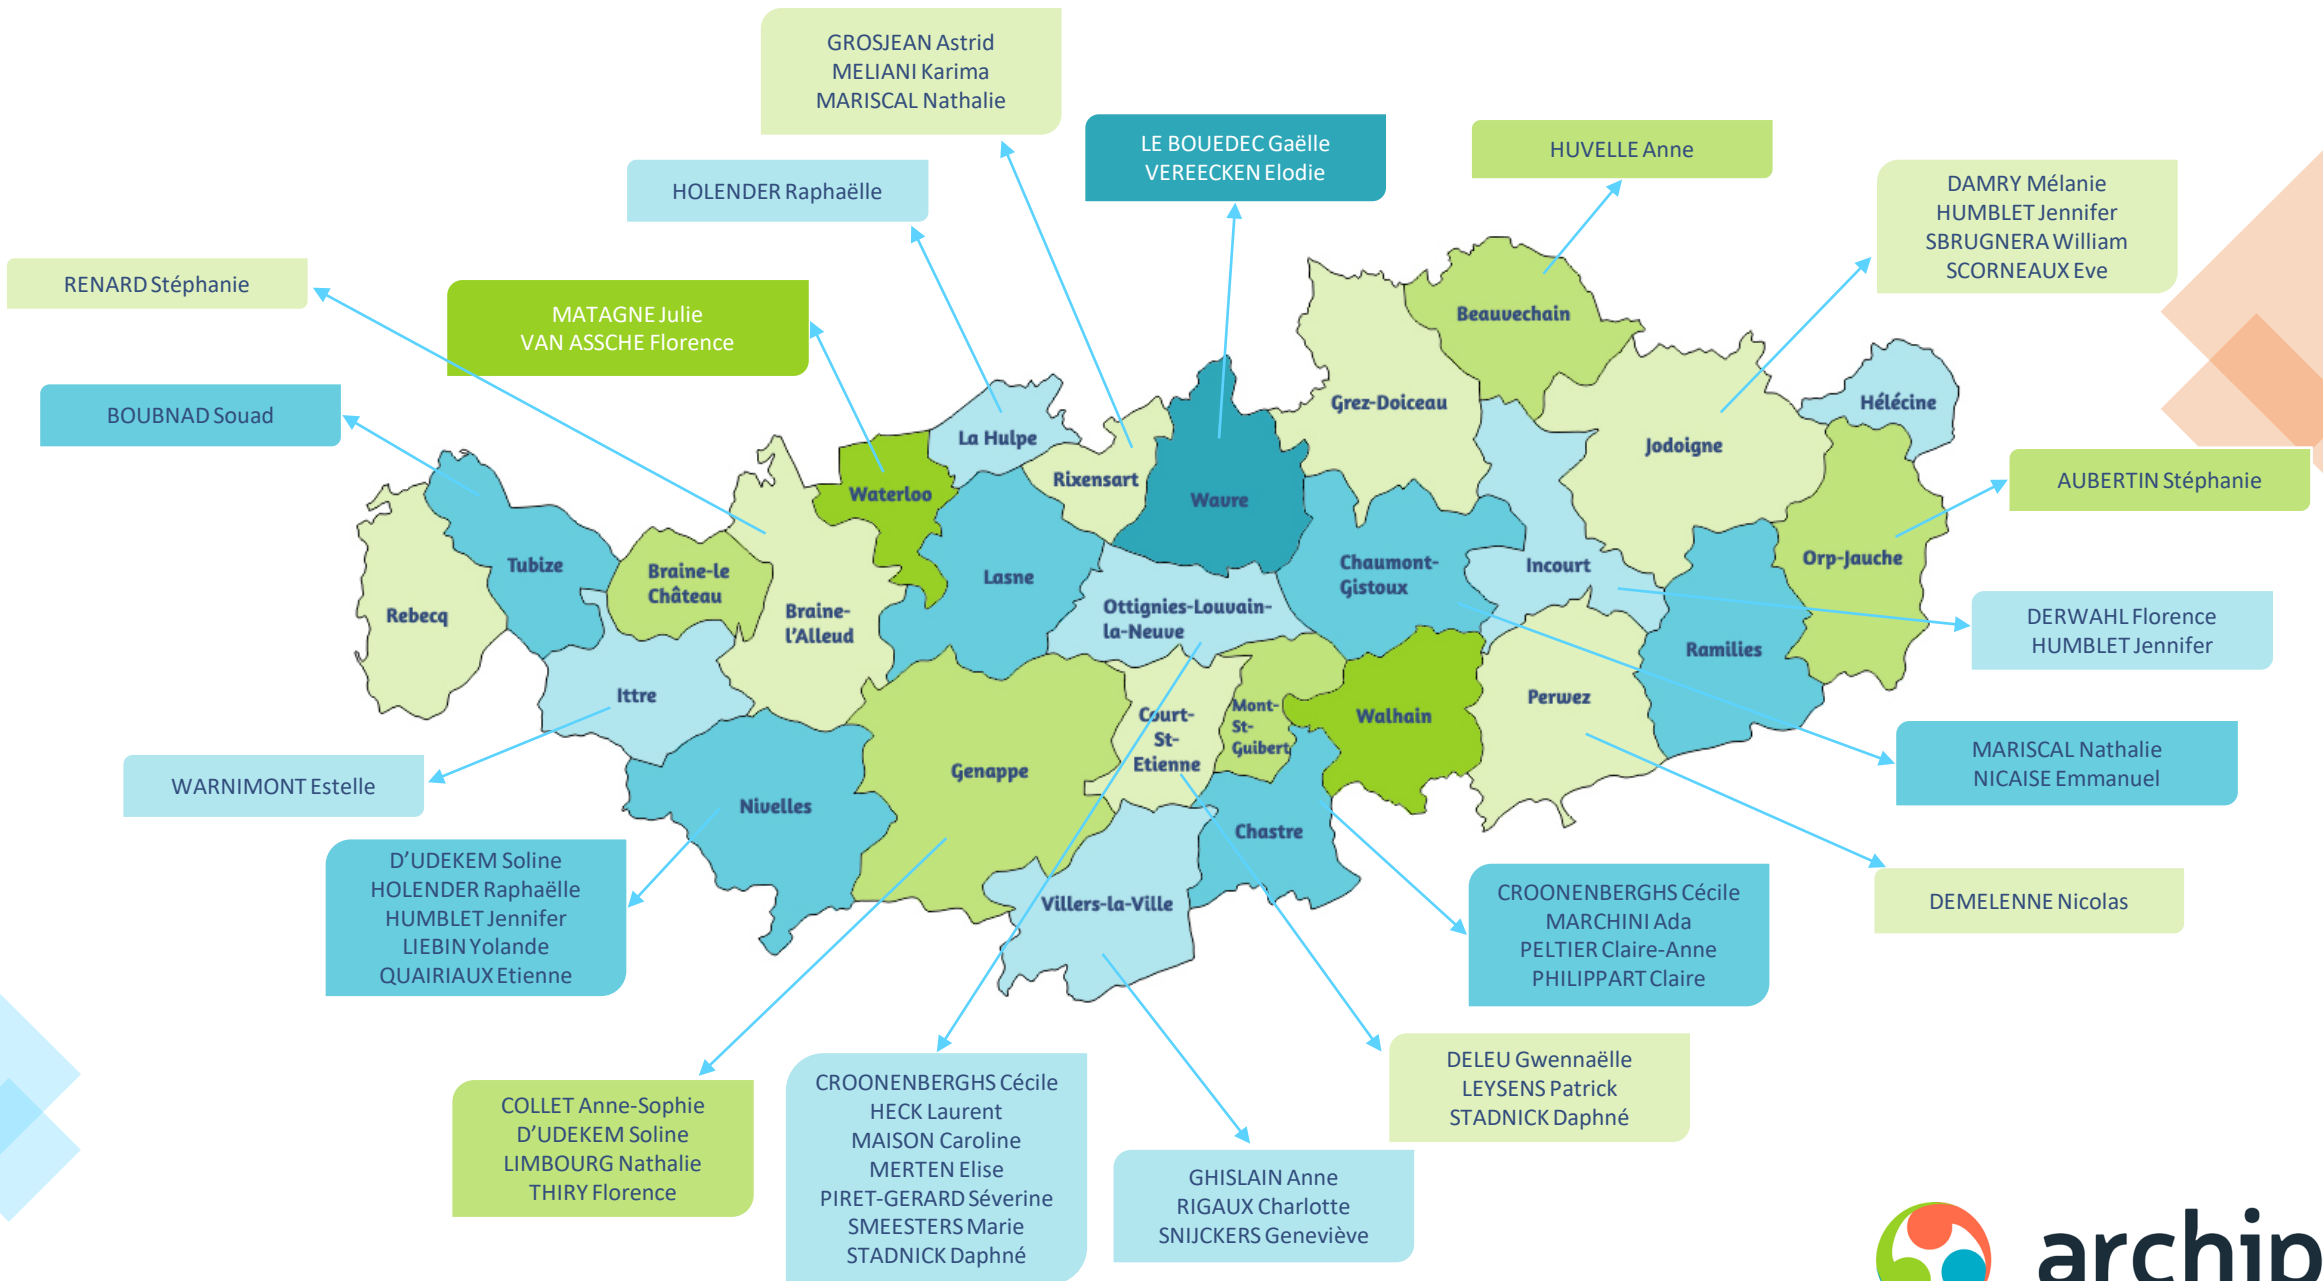 GROSJEAN Astrid
MELIANI Karima
MARISCAL Nathalie
LE BOUEDEC Gaëlle
VEREECKEN Elodie
HUVELLE Anne
HOLENDER Raphaëlle
DAMRY Mélanie
HUMBLET Jennifer
SBRUGNERA William
SCORNEAUX Eve
RENARD Stéphanie
MATAGNE Julie
VAN ASSCHE Florence
BOUBNAD Souad
Beauvechain
Grez-Doiceau
Hélécine
La Hulpe
Jodoigne
Rixensart
Waterloo
Wavre
AUBERTIN Stéphanie
Tubize
Braine-le
Château
Lasne
Chaumont-
Gistoux
Incourt
Orp-Jauche
Rebecq
Braine-
l'Alleud
Ottignies-Louvain-
la-Neuve
DERWAHL Florence
HUMBLET Jennifer
Ramilies
Ittre
Perwez
Court-
St-
Etienne
Mont-
St-
Guibert
Walhain
WARNIMONT Estelle
Genappe
MARISCAL Nathalie
NICAISE Emmanuel
Nivelles
Chastre
D'UDEKEM Soline
HOLENDER Raphaëlle
HUMBLET Jennifer
LIEBIN Yolande
QUAIRIAUX Etienne
Villers-la-Ville
CROONENBERGHS Cécile
MARCHINI Ada
PELTIER Claire-Anne
PHILIPPART Claire
DEMELENNE Nicolas
DELEU Gwennaëlle
LEYSENS Patrick
STADNICK Daphné
COLLET Anne-Sophie
D'UDEKEM Soline
LIMBOURG Nathalie
THIRY Florence
CROONENBERGHS Cécile
HECK Laurent
MAISON Caroline
MERTEN Elise
PIRET-GERARD Séverine
SMEESTERS Marie
STADNICK Daphné
GHISLAIN Anne
RIGAUX Charlotte
SNIJCKERS Geneviève
archip